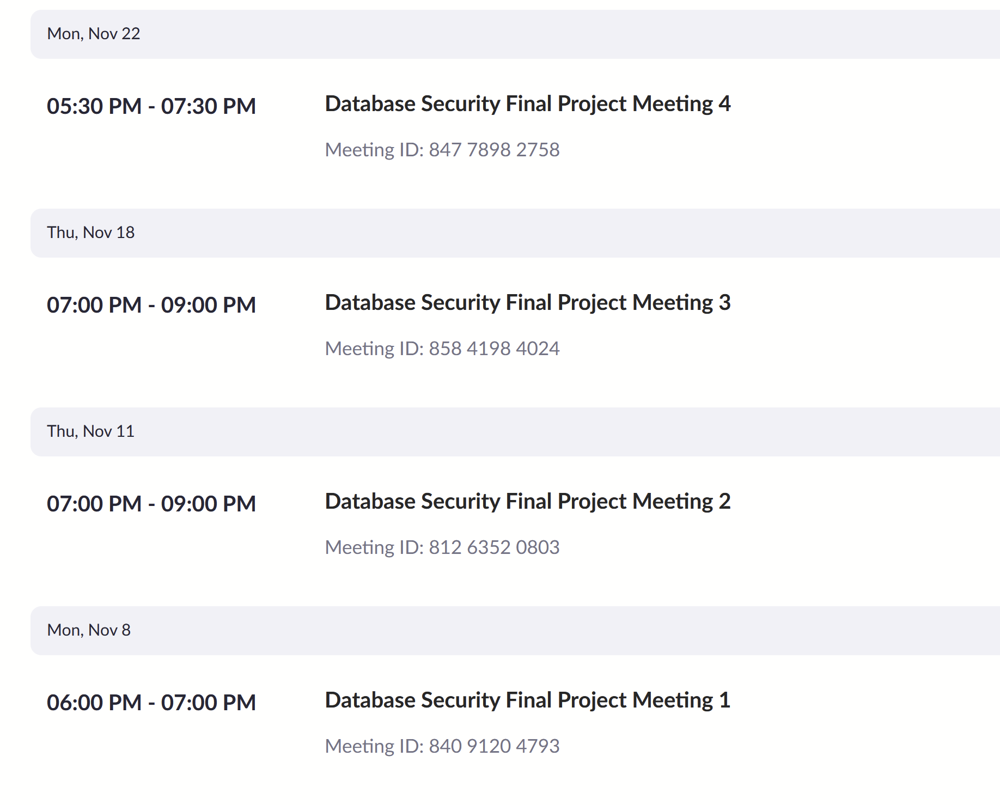 Mon, Nov 22
05:30 PM - 07:30 PM
Database Security Final Project Meeting 4
Meeting ID: 847 7898 2758
Thu, Nov 18
07:00 PM - 09:00 PM
Database Security Final Project Meeting 3
Meeting ID: 858 4198 4024
Thu, Nov 11
07:00 PM - 09:00 PM
Database Security Final Project Meeting 2
Meeting ID: 812 6352 0803
Mon, Nov 8
06:00 PM - 07:00 PM
Database Security Final Project Meeting 1
Meeting ID: 840 9120 4793